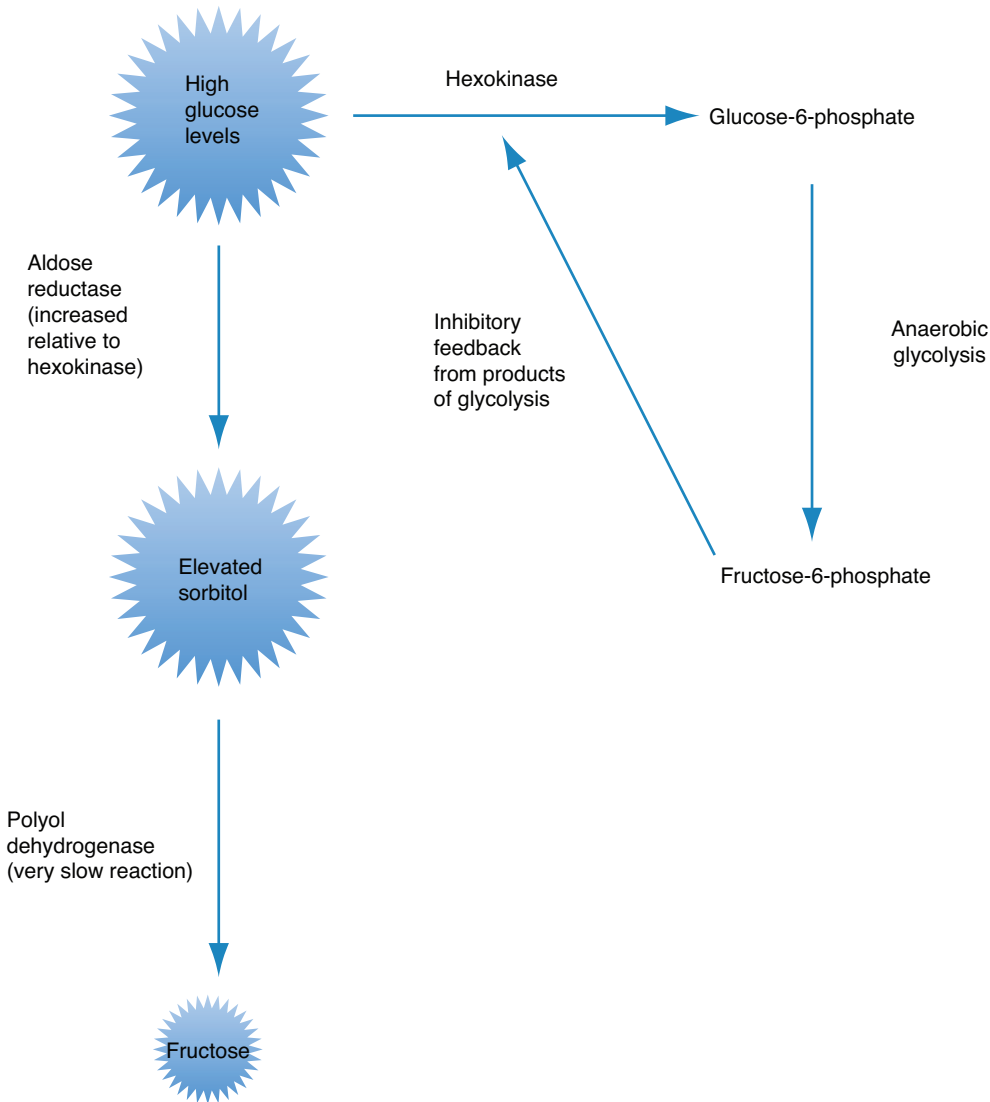 High
glucose
levels
Hexokinase
Glucose-6-phosphate
Aldose
reductase
(increased
relative to
hexokinase)
Inhibitory
feedback
from products
of glycolysis
Anaerobic
glycolysis
Elevated
sorbitol
Fructose-6-phosphate
Polyol
dehydrogenase
(very slow reaction)
Fructose